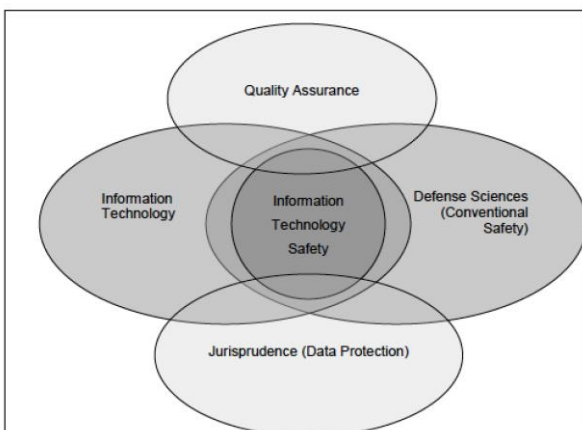 Quality Assurance
Information
Technology
Information
Technology
Safety
Defense Sciences
(Conventional
Safety)
Jurisprudence (Data Protection)